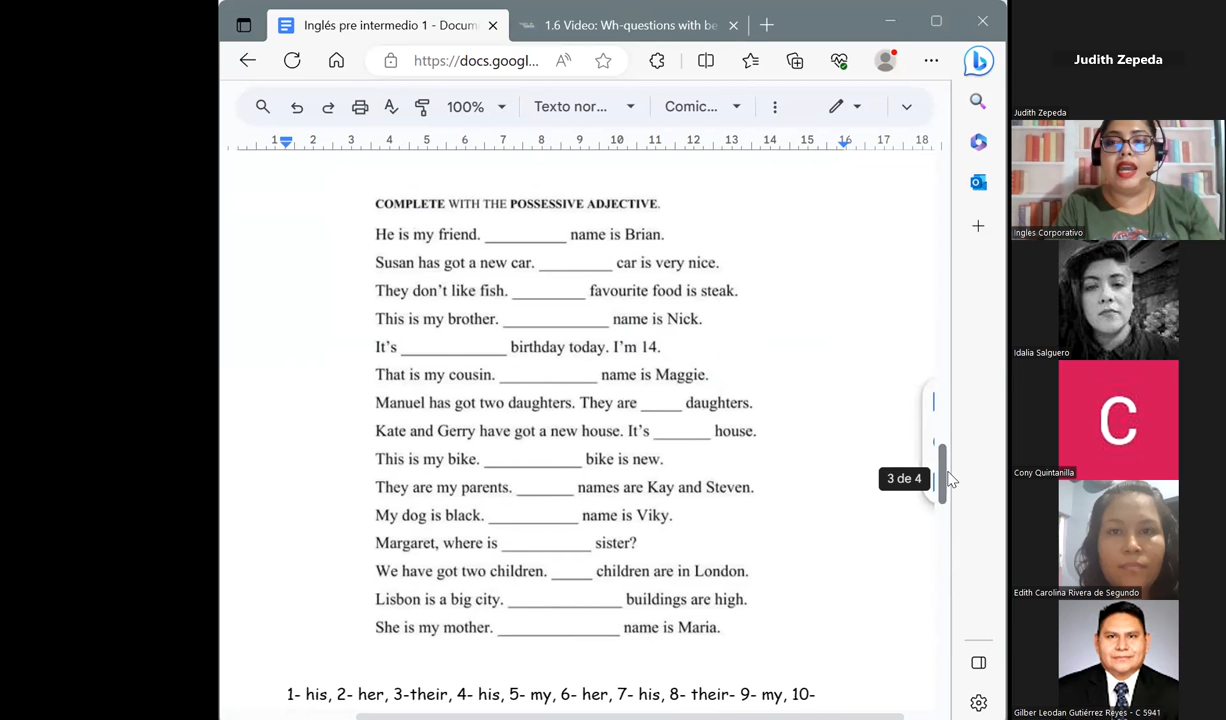 Inglés pre intermedio 1 - Docum
1.6 Video: Wh-questions with be
https://docs.googl...
100%
Texto nor...
Comic...
1 1 2 3 4 5 6 7 8 9 10 11 12 13 14 15 16 17 18
COMPLETE WITH THE POSSESSIVE ADJECTIVE.
He is my friend. ___________ name is Brian.
Susan has got a new car. __________ car is very nice.
They don't like fish. __________ favourite food is steak.
This is my brother. ______________ name is Nick.
It's ______________ birthday today. I'm 14.
That is my cousin. _____________ name is Maggie.
Manuel has got two daughters. They are _____ daughters.
Kate and Gerry have got a new house. It's _______ house.
This is my bike. _____________ bike is new.
They are my parents. _______ names are Kay and Steven.
My dog is black. ____________ name is Viky.
Margaret, where is ____________ sister?
We have got two children. _____ children are in London.
Lisbon is a big city. _______________ buildings are high.
She is my mother. ________________ name is Maria.
3 de 4
1- his, 2- her, 3-their, 4- his, 5- my, 6- her, 7- his, 8- their- 9- my, 10-
Judith Zepeda
Judith Zepeda
Ingles Corporativo
Idalia Salguero
C
Cony Quintanilla
Edith Carolina Rivera de Segundo
Gilber Leodan Gutiérrez Reyes - C 5941